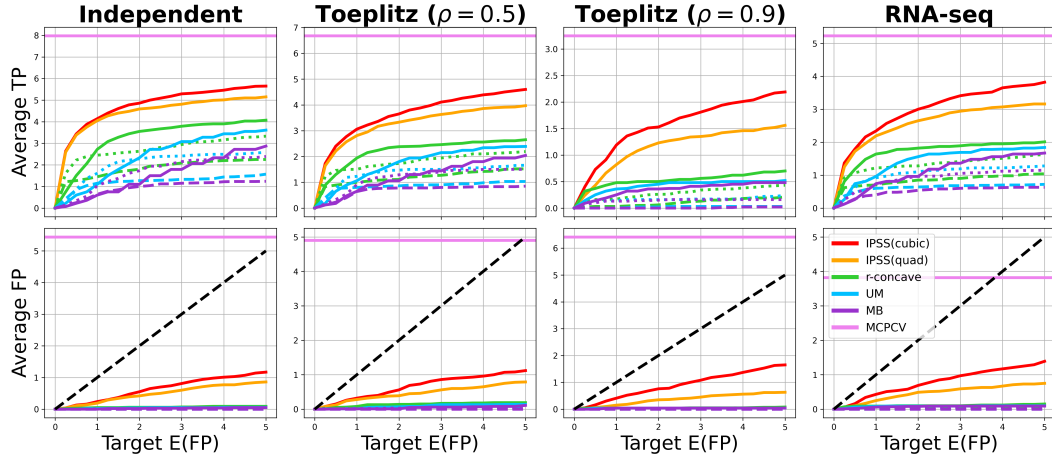 Independent
Toeplitz (ρ = 0.5)
Toeplitz (ρ = 0.9)
RNA-seq
Average TP
8
7
6
5
4
3
2
1
0
7
6
5
4
3
2
1
0
3.0
2.5
2.0
1.5
1.0
0.5
0.0
5
4
3
2
1
0
Average FP
5
4
3
2
1
0
5
4
3
2
1
0
6
5
4
3
2
1
0
5
4
3
2
1
0
IPSS(cubic)
IPSS(quad)
r-concave
UM
MB
MCPCV
0 1 2 3 4 5
0 1 2 3 4 5
0 1 2 3 4 5
0 1 2 3 4 5
Target E(FP)
Target E(FP)
Target E(FP)
Target E(FP)